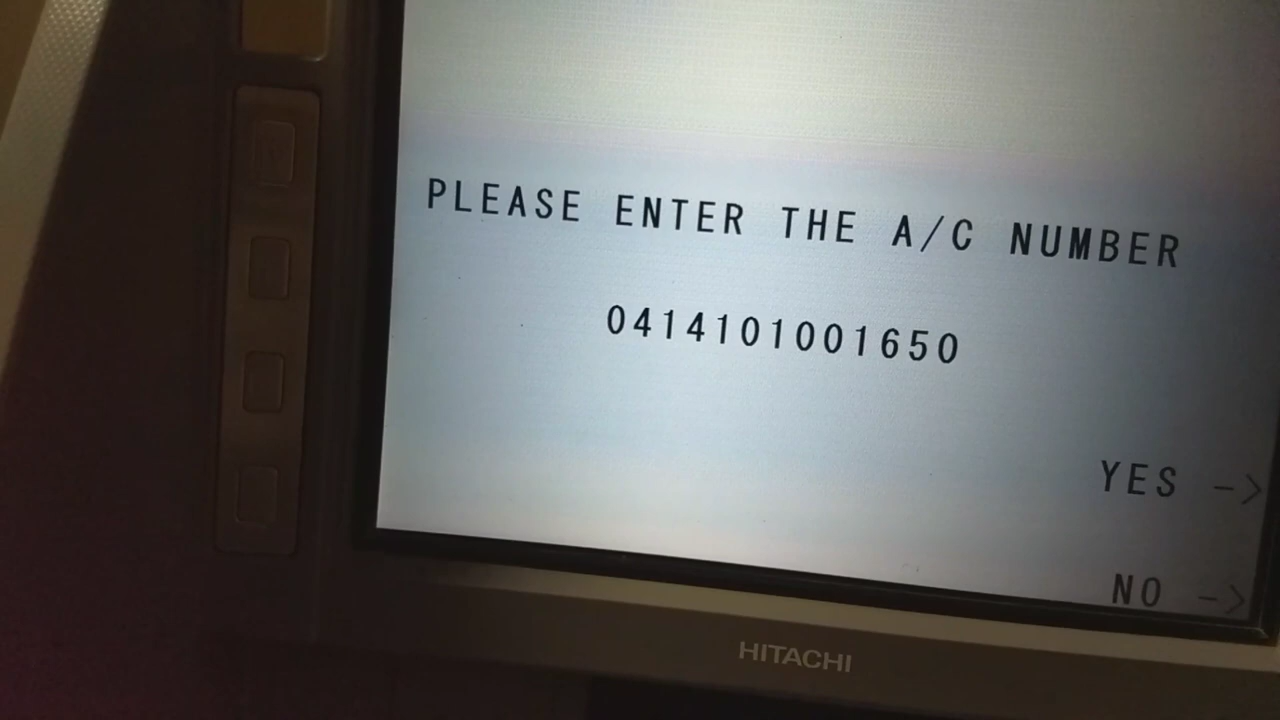 PLEASE ENTER THE A/C NUMBER
0414101001650
YES ->
NO ->
HITACHI